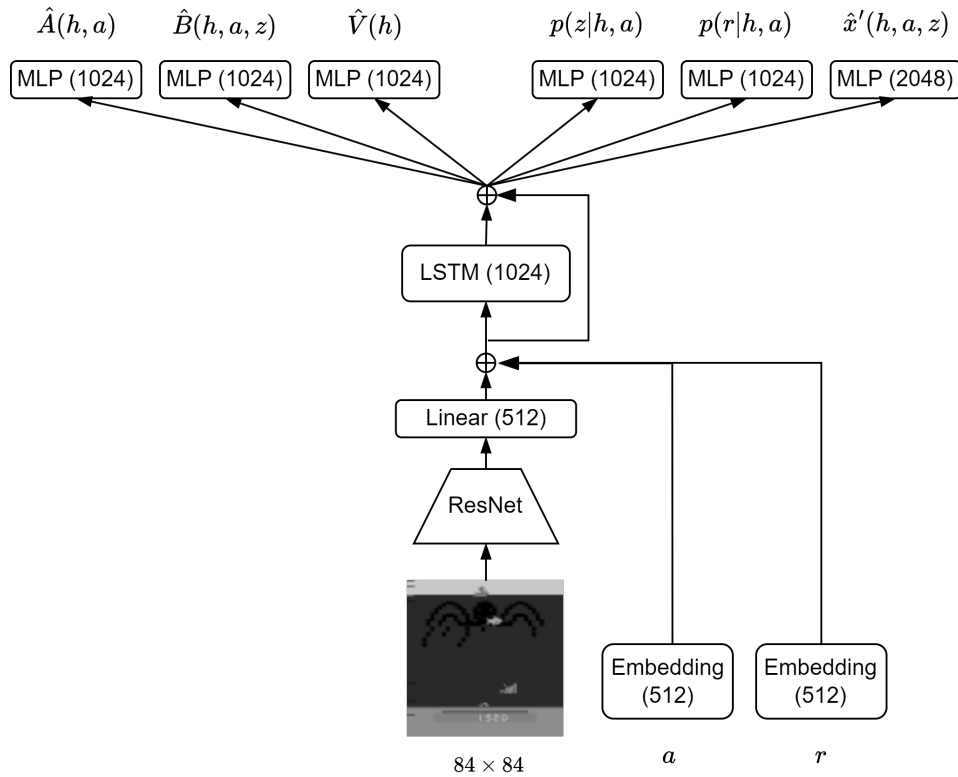 Â(h, a) B̂(h, a, z) V̂(h) p(z|h, a) p(r|h, a) x̂′(h, a, z)
MLP (1024) MLP (1024) MLP (1024) MLP (1024) MLP (1024) MLP (2048)
LSTM (1024)
Linear (512)
ResNet
Embedding
(512)
Embedding
(512)
84 × 84
a
r